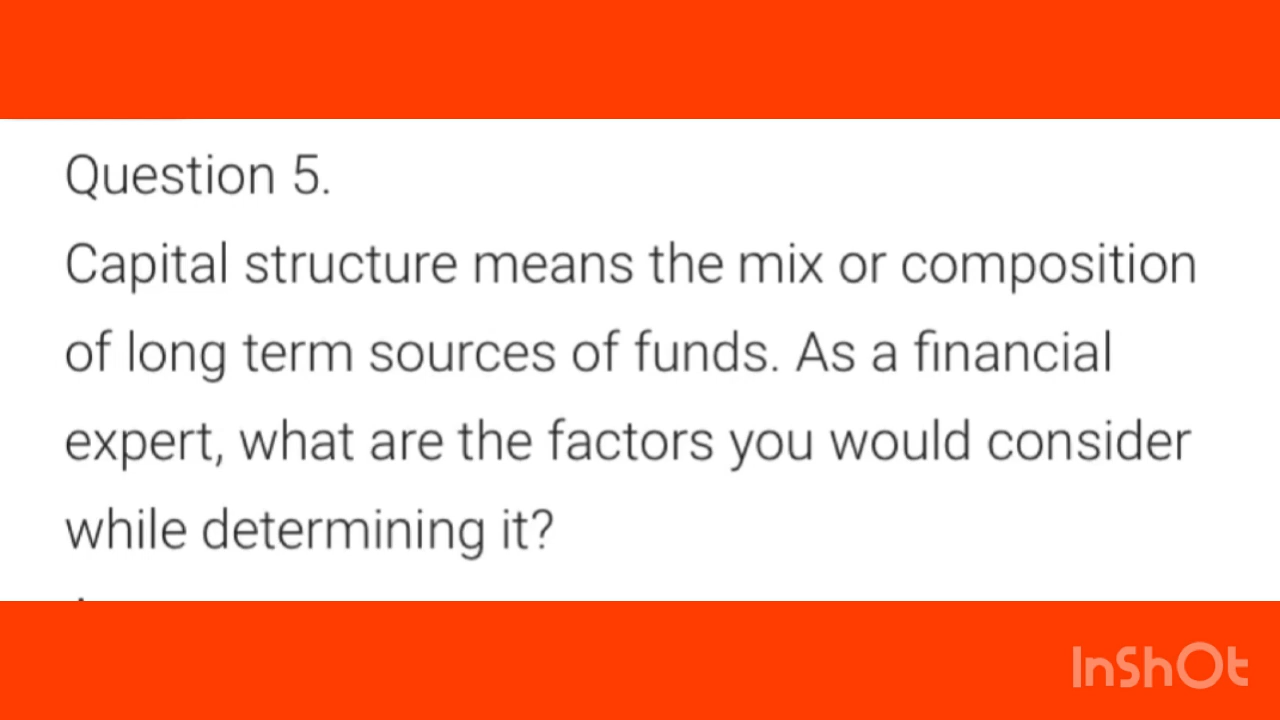 Question 5.
Capital structure means the mix or composition
of long term sources of funds. As a financial
expert, what are the factors you would consider
while determining it?
InShOt